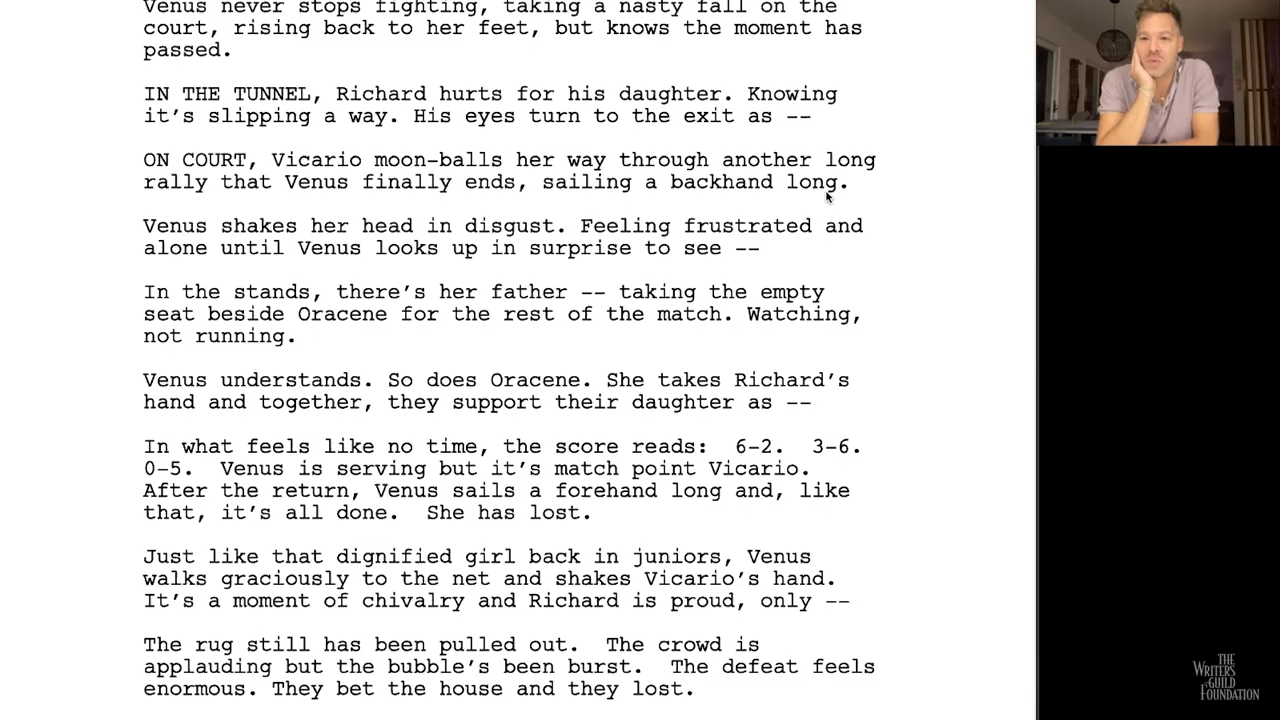 Venus never stops fighting, taking a nasty fall on the
court, rising back to her feet, but knows the moment has
passed.
IN THE TUNNEL, Richard hurts for his daughter. Knowing
it's slipping a way. His eyes turn to the exit as --
ON COURT, Vicario moon-balls her way through another long
rally that Venus finally ends, sailing a backhand long.
Venus shakes her head in disgust. Feeling frustrated and
alone until Venus looks up in surprise to see --
In the stands, there's her father -- taking the empty
seat beside Oracene for the rest of the match. Watching,
not running.
Venus understands. So does Oracene. She takes Richard's
hand and together, they support their daughter as --
In what feels like no time, the score reads:  6-2.  3-6.
0-5.  Venus is serving but it's match point Vicario.
After the return, Venus sails a forehand long and, like
that, it's all done.  She has lost.
Just like that dignified girl back in juniors, Venus
walks graciously to the net and shakes Vicario's hand.
It's a moment of chivalry and Richard is proud, only --
The rug still has been pulled out.  The crowd is
applauding but the bubble's been burst.  The defeat feels
enormous. They bet the house and they lost.
THE
WRITERS
GUILD
FOUNDATION